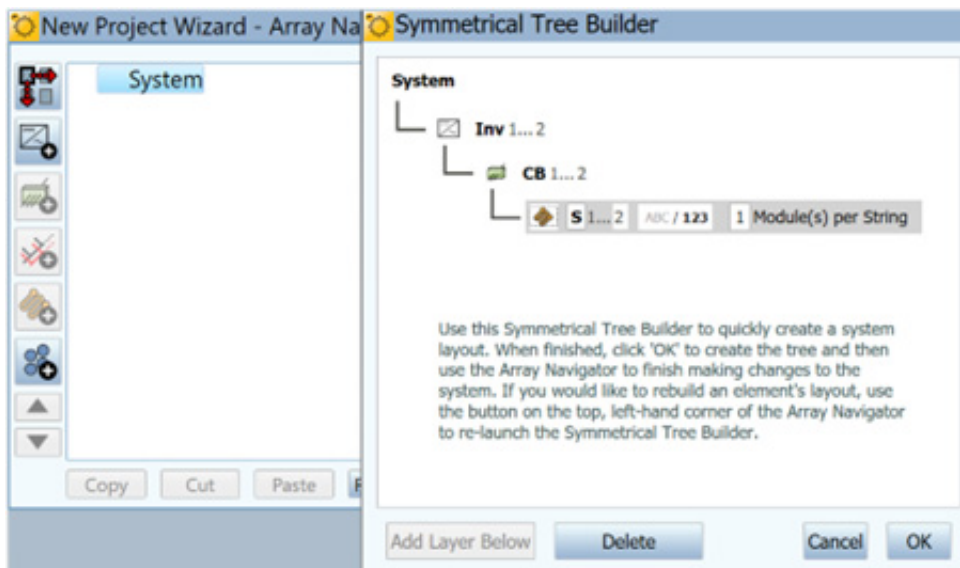 New Project Wizard - Array Na
Symmetrical Tree Builder
System
System
Inv 1... 2
CB 1... 2
S 1... 2 ABC / 123 1 Module(s) per String
Use this Symmetrical Tree Builder to quickly create a system
layout. When finished, click 'OK' to create the tree and then
use the Array Navigator to finish making changes to the
system. If you would like to rebuild an element's layout, use
the button on the top, left-hand corner of the Array Navigator
to re-launch the Symmetrical Tree Builder.
Copy Cut Paste
Add Layer Below Delete Cancel OK